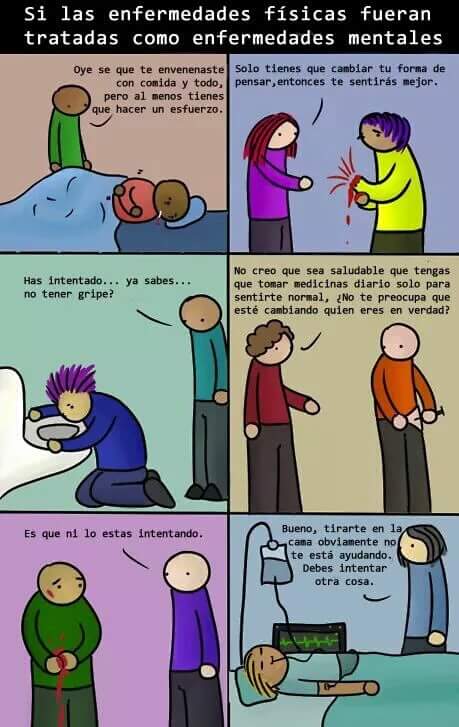 Si las enfermedades físicas fueran
tratadas como enfermedades mentales
Oye se que te envenenaste
con comida y todo,
pero al menos tienes
que hacer un esfuerzo.
Solo tienes que cambiar tu forma de
pensar,entonces te sentirás mejor.
Has intentado... ya sabes...
no tener gripe?
No creo que sea saludable que tengas
que tomar medicinas diario solo para
sentirte normal, ¿No te preocupa que
esté cambiando quien eres en verdad?
Es que ni lo estas intentando.
Bueno, tirarte en la
cama obviamente no
te está ayudando.
Debes intentar
otra cosa.